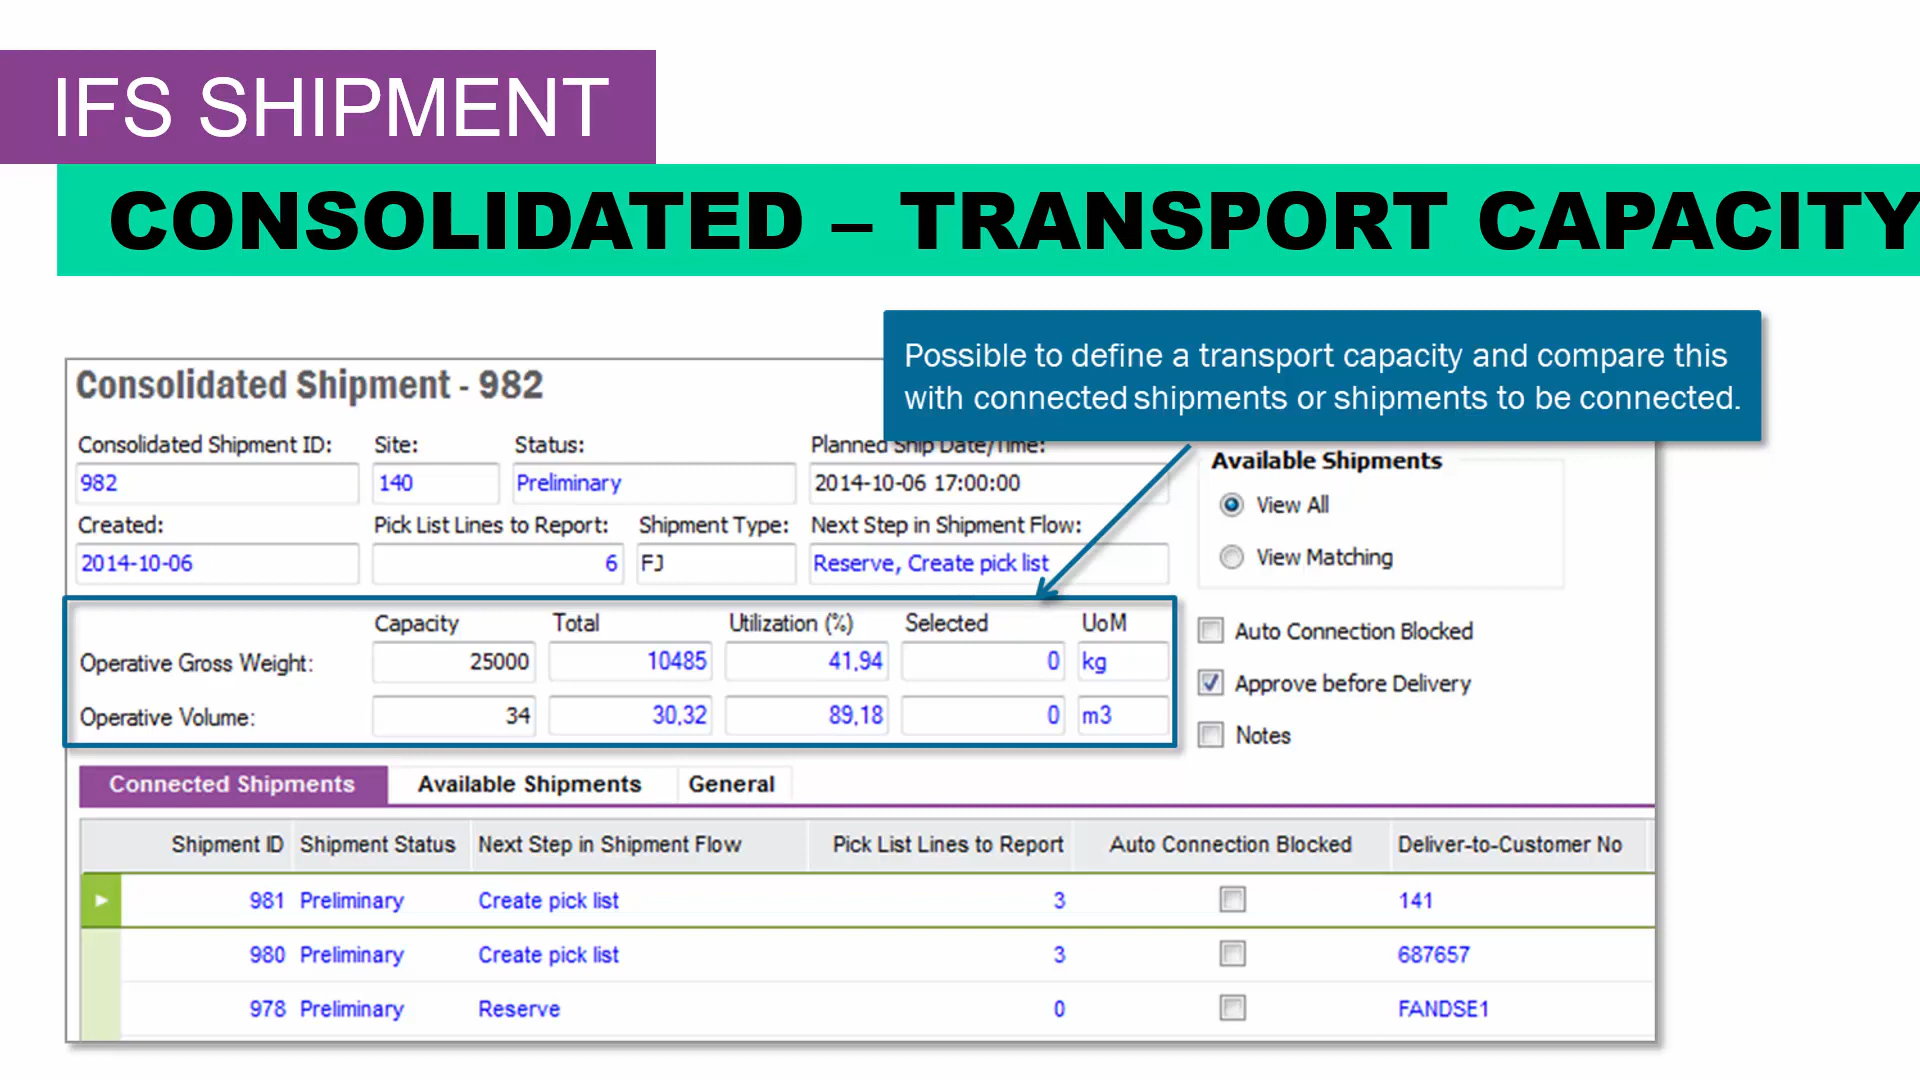 IFS SHIPMENT
CONSOLIDATED – TRANSPORT CAPACITY
Possible to define a transport capacity and compare this
with connected shipments or shipments to be connected.
Consolidated Shipment - 982
Consolidated Shipment ID: Site: Status: Planned Ship Date/Time:
982 140 Preliminary 2014-10-06 17:00:00
Created: Pick List Lines to Report: Shipment Type: Next Step in Shipment Flow:
2014-10-06 6 FJ Reserve, Create pick list
Available Shipments
View All
View Matching
Capacity Total Utilization (%) Selected UoM
Operative Gross Weight: 25000 10485 41,94 0 kg
Operative Volume: 34 30,32 89,18 0 m3
Auto Connection Blocked
Approve before Delivery
Notes
Connected Shipments Available Shipments General
Shipment ID Shipment Status Next Step in Shipment Flow Pick List Lines to Report Auto Connection Blocked Deliver-to-Customer No
981 Preliminary Create pick list 3 141
980 Preliminary Create pick list 3 687657
978 Preliminary Reserve 0 FANDSE1